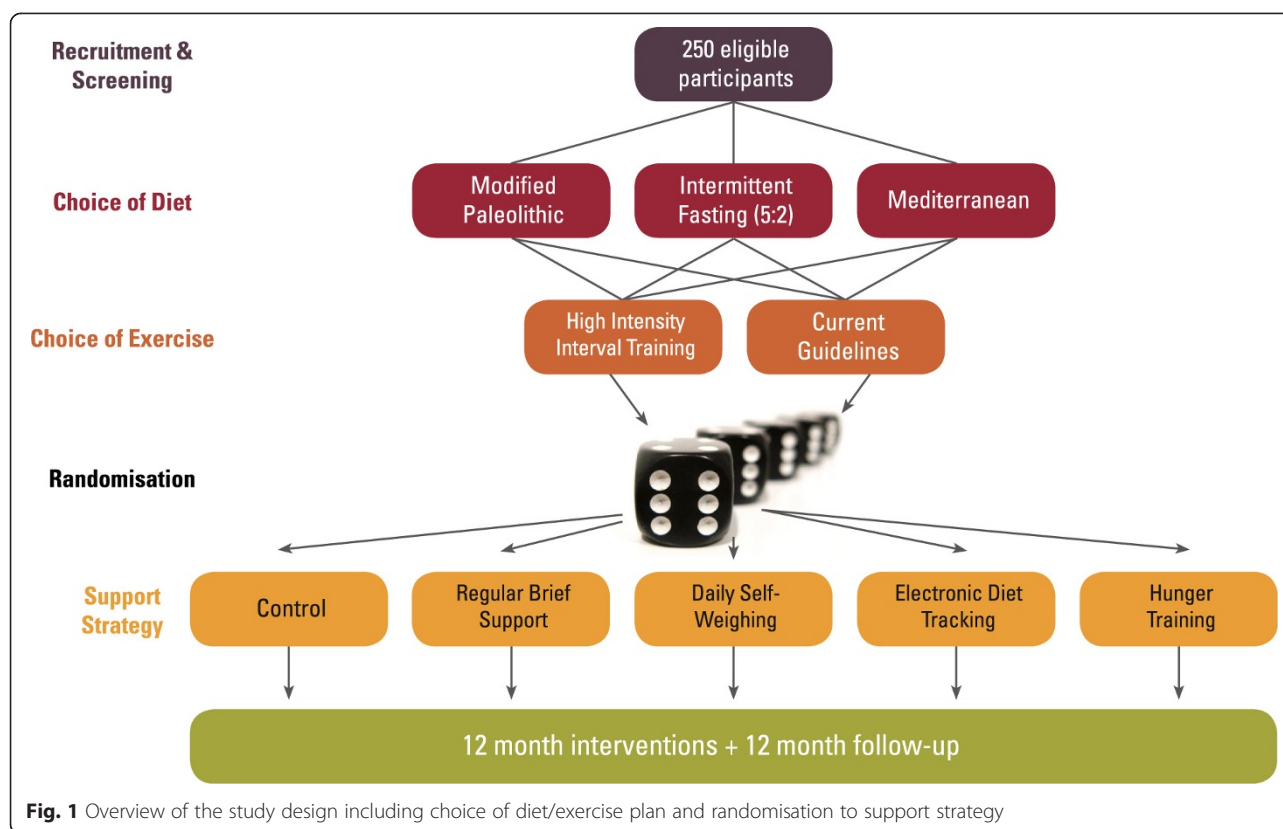 Recruitment &
Screening
250 eligible
participants
Choice of Diet
Modified
Paleolithic
Intermittent
Fasting (5:2)
Mediterranean
Choice of Exercise
High Intensity
Interval Training
Current
Guidelines
Randomisation
Support
Strategy
Control
Regular Brief
Support
Daily Self-
Weighing
Electronic Diet
Tracking
Hunger
Training
12 month interventions + 12 month follow-up
Fig. 1 Overview of the study design including choice of diet/exercise plan and randomisation to support strategy